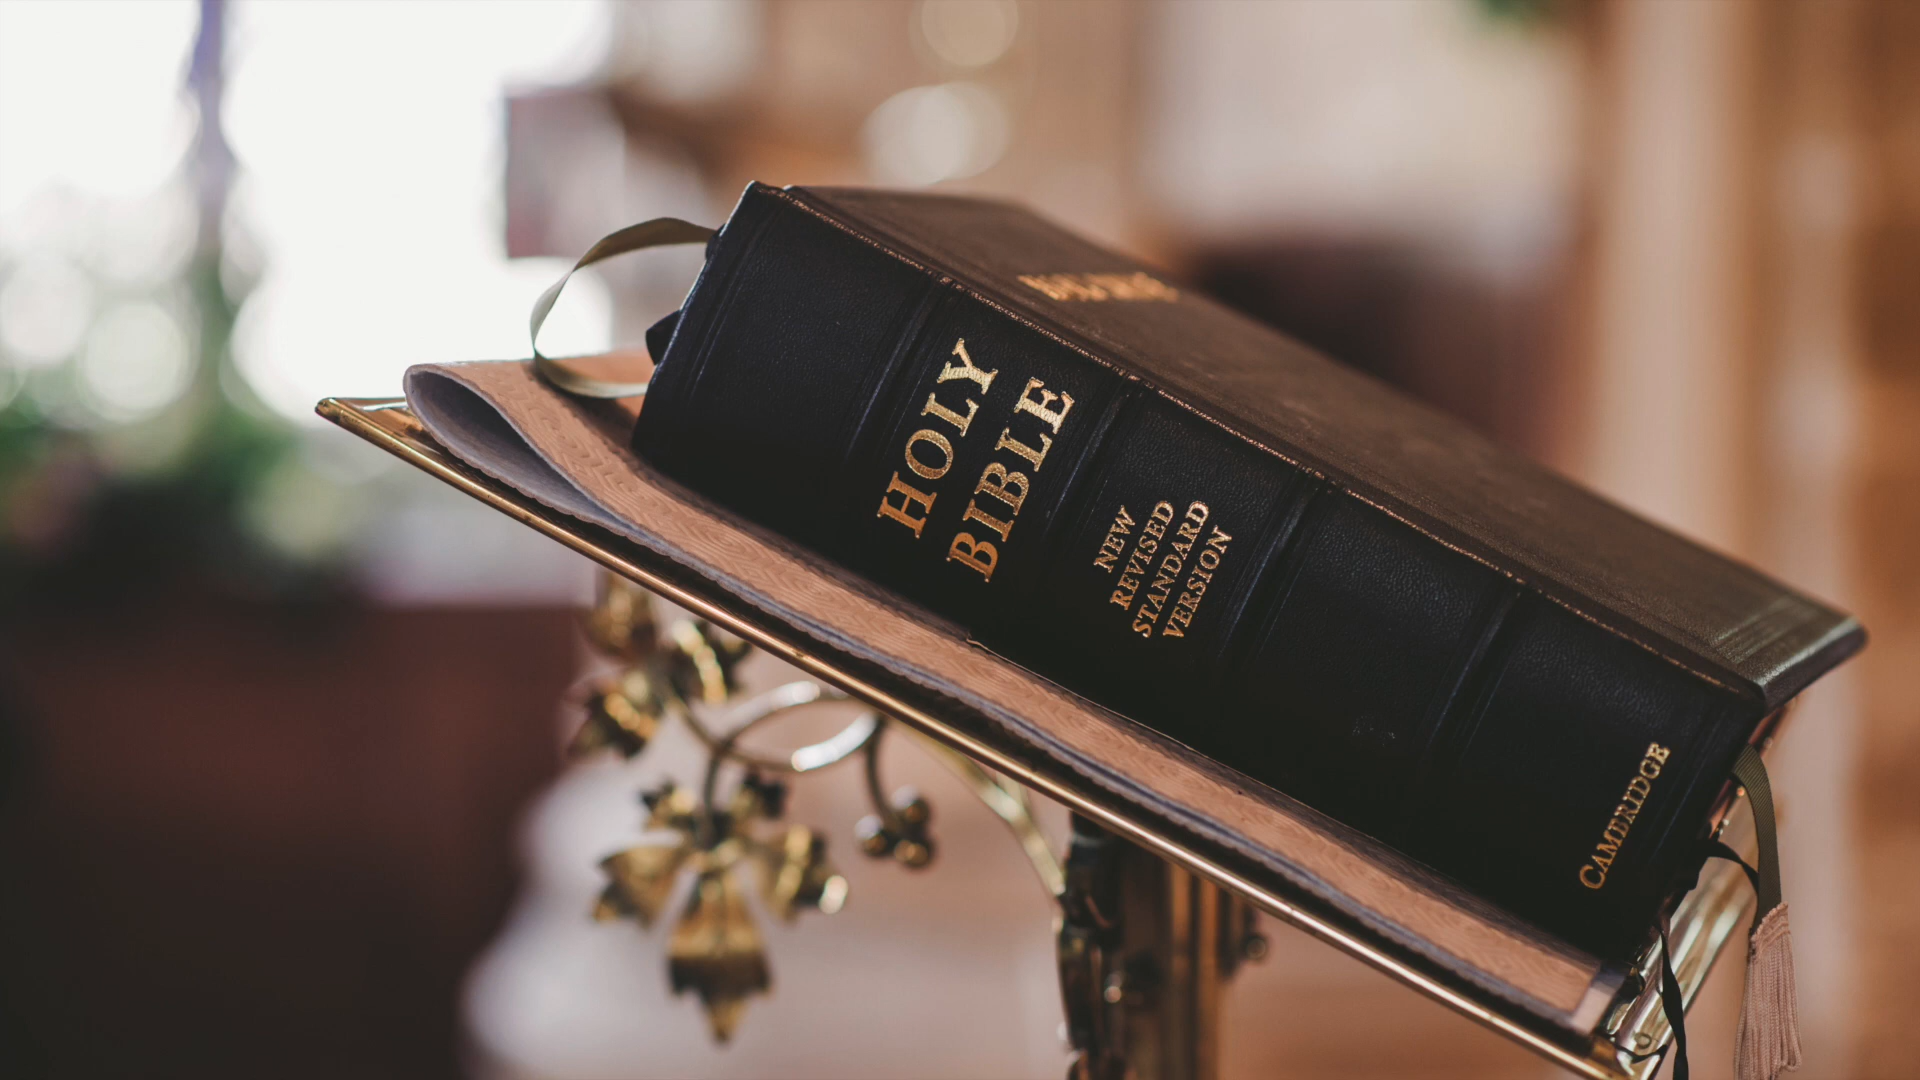 HOLY
BIBLE
NEW
REVISED
STANDARD
VERSION
CAMBRIDGE